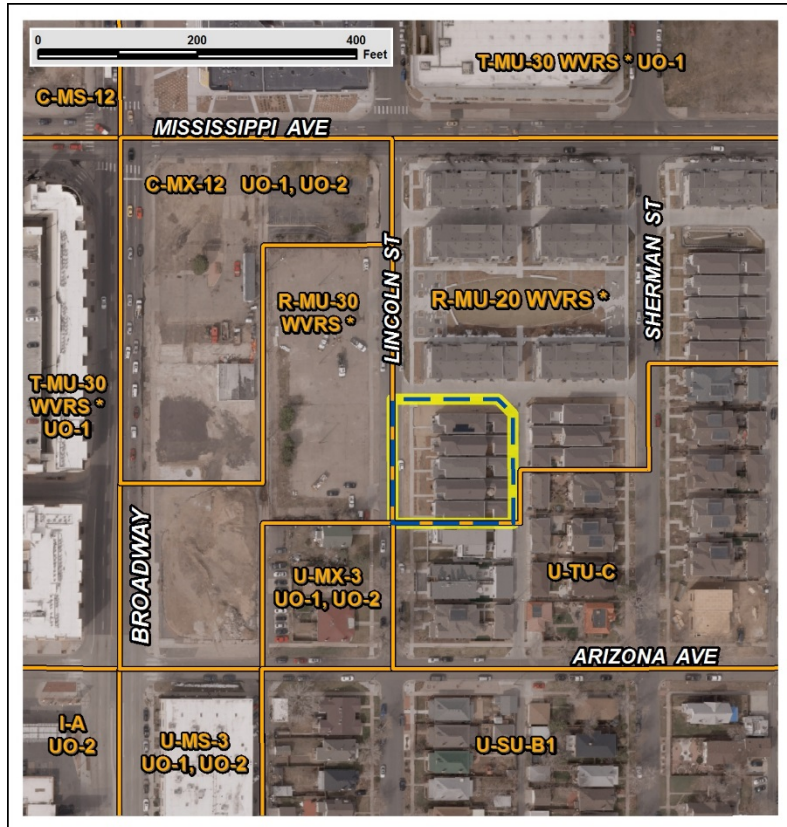 0 200 400
Feet
T-MU-30 WVRS * UO-1
C-MS-12
MISSISSIPPI AVE
C-MX-12 UO-1, UO-2
LINCOLN ST
SHERMAN ST
R-MU-30
WVRS *
R-MU-20 WVRS *
T-MU-30
WVRS *
UO-1
BROADWAY
U-MX-3
UO-1, UO-2
U-TU-C
ARIZONA AVE
I-A
UO-2
U-MS-3
UO-1, UO-2
U-SU-B1